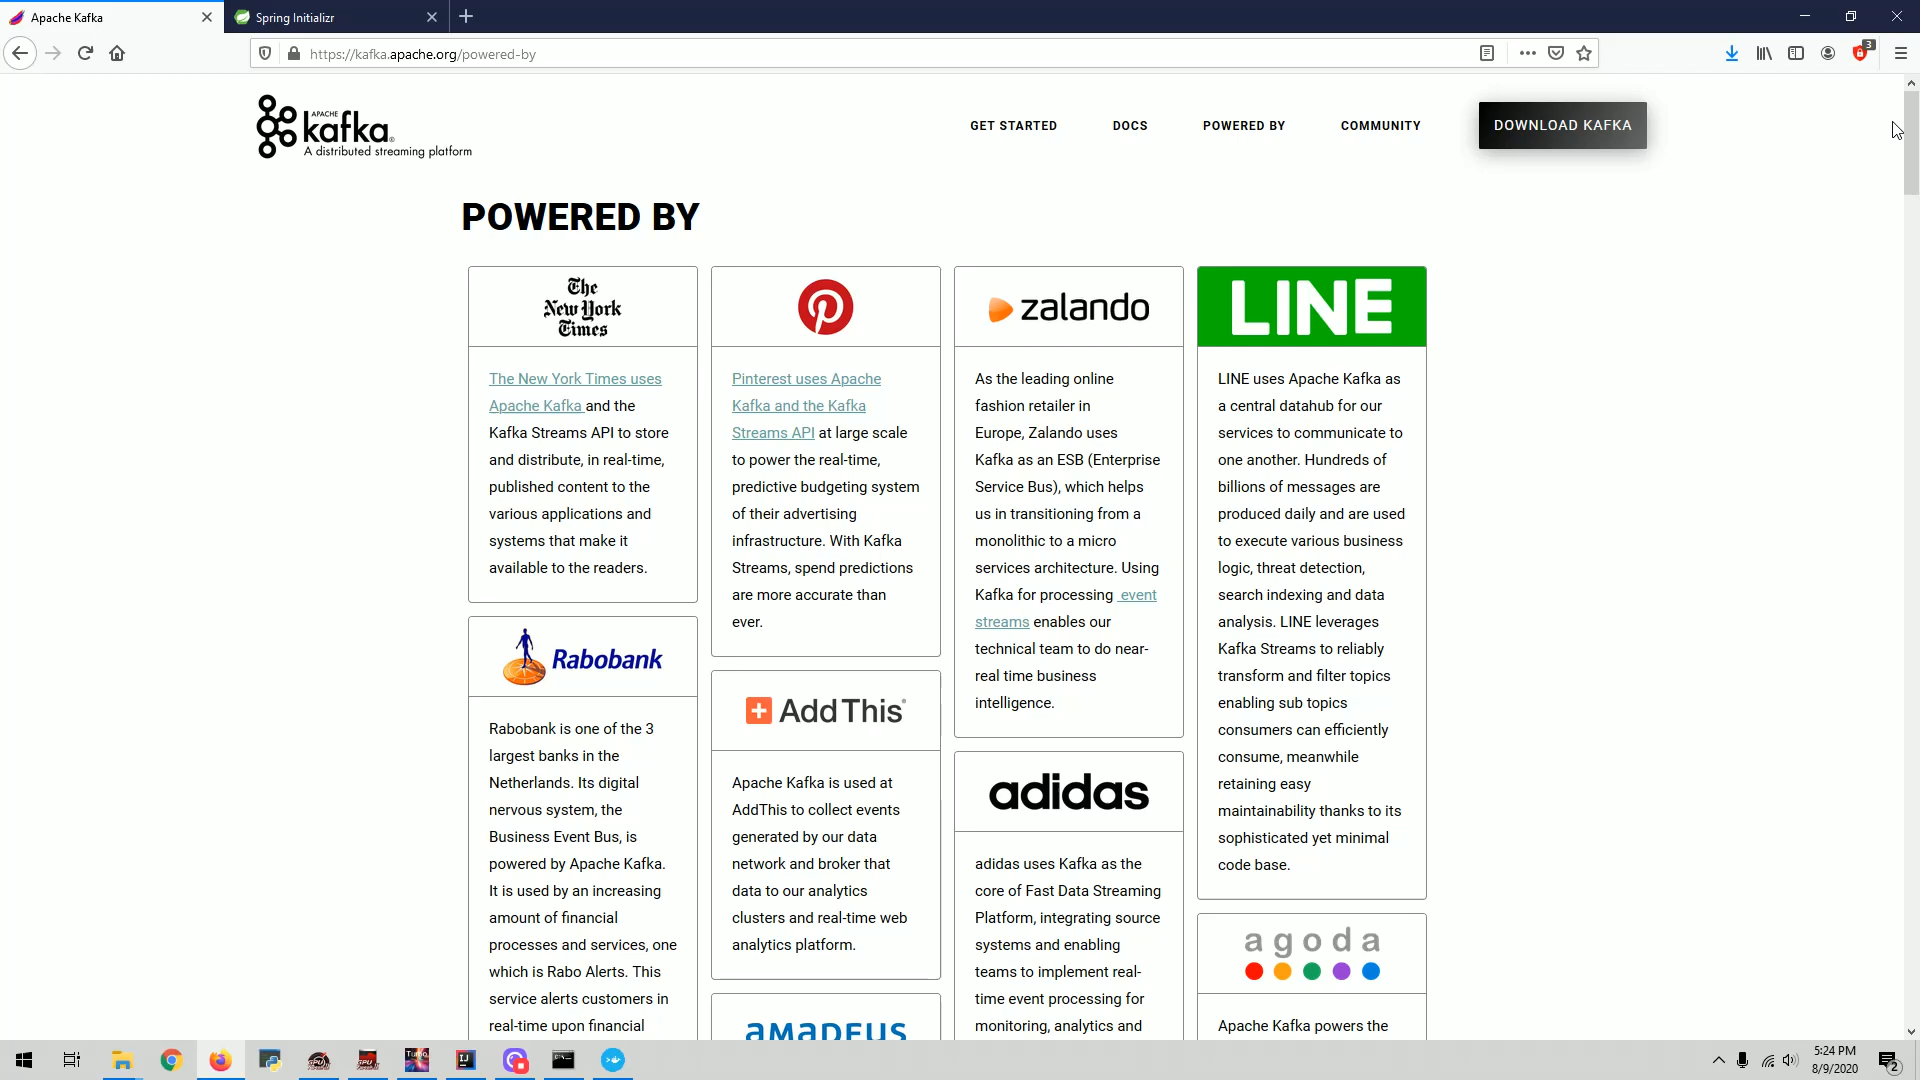 Apache Kafka
Spring Initializr
https://kafka.apache.org/powered-by
3
APACHE
kafka
A distributed streaming platform
GET STARTED
DOCS
POWERED BY
COMMUNITY
DOWNLOAD KAFKA
POWERED BY
The
New York
Times
The New York Times uses
Apache Kafka and the
Kafka Streams API to store
and distribute, in real-time,
published content to the
various applications and
systems that make it
available to the readers.
Rabobank
Rabobank is one of the 3
largest banks in the
Netherlands. Its digital
nervous system, the
Business Event Bus, is
powered by Apache Kafka.
It is used by an increasing
amount of financial
processes and services, one
which is Rabo Alerts. This
service alerts customers in
real-time upon financial
Pinterest uses Apache
Kafka and the Kafka
Streams API at large scale
to power the real-time,
predictive budgeting system
of their advertising
infrastructure. With Kafka
Streams, spend predictions
are more accurate than
ever.
AddThis
Apache Kafka is used at
AddThis to collect events
generated by our data
network and broker that
data to our analytics
clusters and real-time web
analytics platform.
amadeus
zalando
As the leading online
fashion retailer in
Europe, Zalando uses
Kafka as an ESB (Enterprise
Service Bus), which helps
us in transitioning from a
monolithic to a micro
services architecture. Using
Kafka for processing event
streams enables our
technical team to do near-
real time business
intelligence.
adidas
adidas uses Kafka as the
core of Fast Data Streaming
Platform, integrating source
systems and enabling
teams to implement real-
time event processing for
monitoring, analytics and
LINE
LINE uses Apache Kafka as
a central datahub for our
services to communicate to
one another. Hundreds of
billions of messages are
produced daily and are used
to execute various business
logic, threat detection,
search indexing and data
analysis. LINE leverages
Kafka Streams to reliably
transform and filter topics
enabling sub topics
consumers can efficiently
consume, meanwhile
retaining easy
maintainability thanks to its
sophisticated yet minimal
code base.
agoda
Apache Kafka powers the
5:24 PM
8/9/2020
2